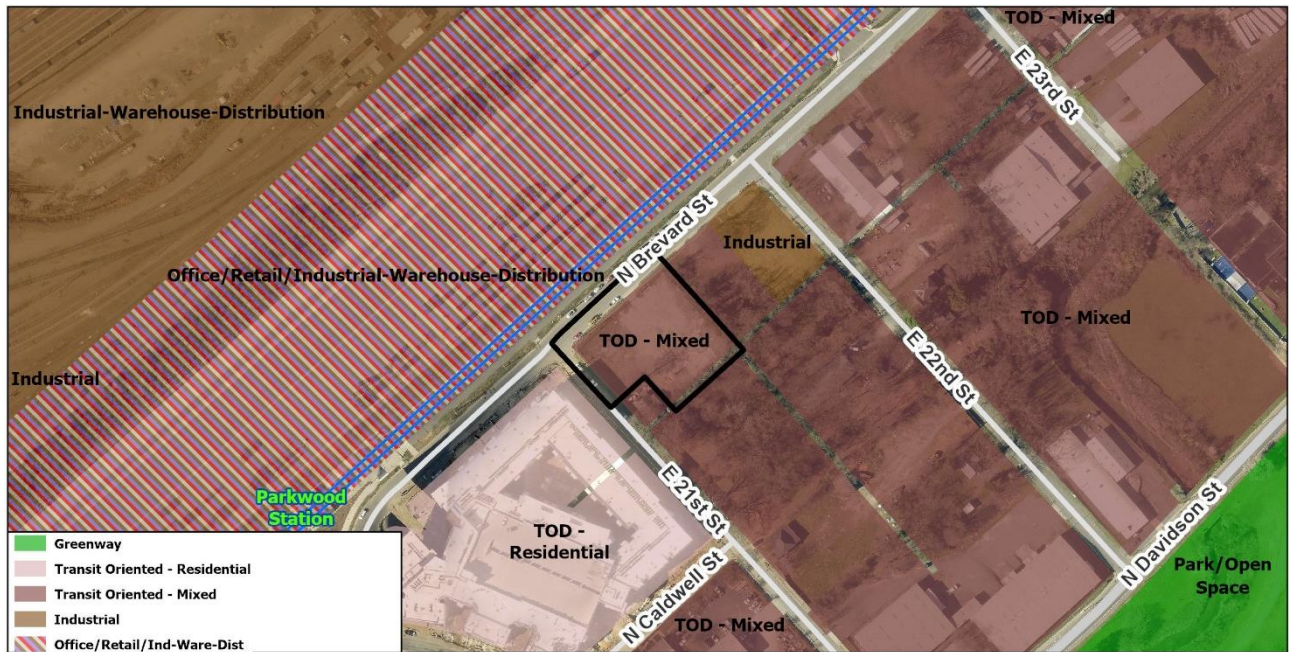 TOD - Mixed
E 23rd St
Industrial-Warehouse-Distribution
N Brevard St
Industrial
Office/Retail/Industrial-Warehouse-Distribution
TOD - Mixed
TOD - Mixed
E 22nd St
Industrial
Parkwood
Station
E 21st St
TOD -
Residential
N Davidson St
Park/Open
Space
N Caldwell St
TOD - Mixed
Greenway
Transit Oriented - Residential
Transit Oriented - Mixed
Industrial
Office/Retail/Ind-Ware-Dist